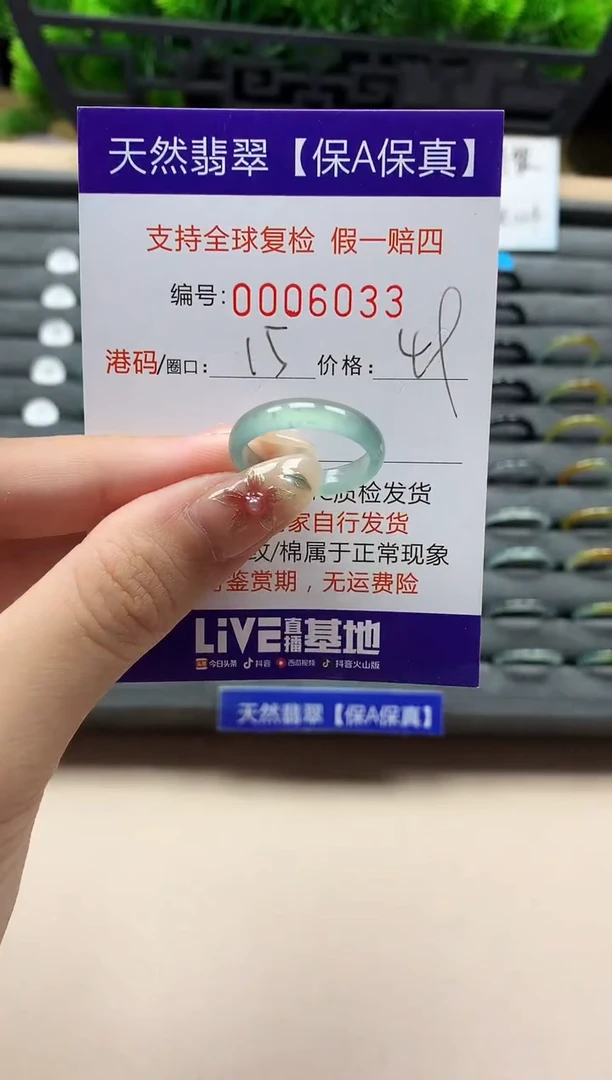 天然翡翠【保A保真】
支持全球复检 假一赔四
编号:0006033
港码/圈口: 15 价格:
质检发货
家自行发货
纹/棉属于正常现象
鉴赏期，无运费险
LiVE直播基地
今日头条 抖音 西瓜视频 抖音火山版
天然翡翠【保A保真】